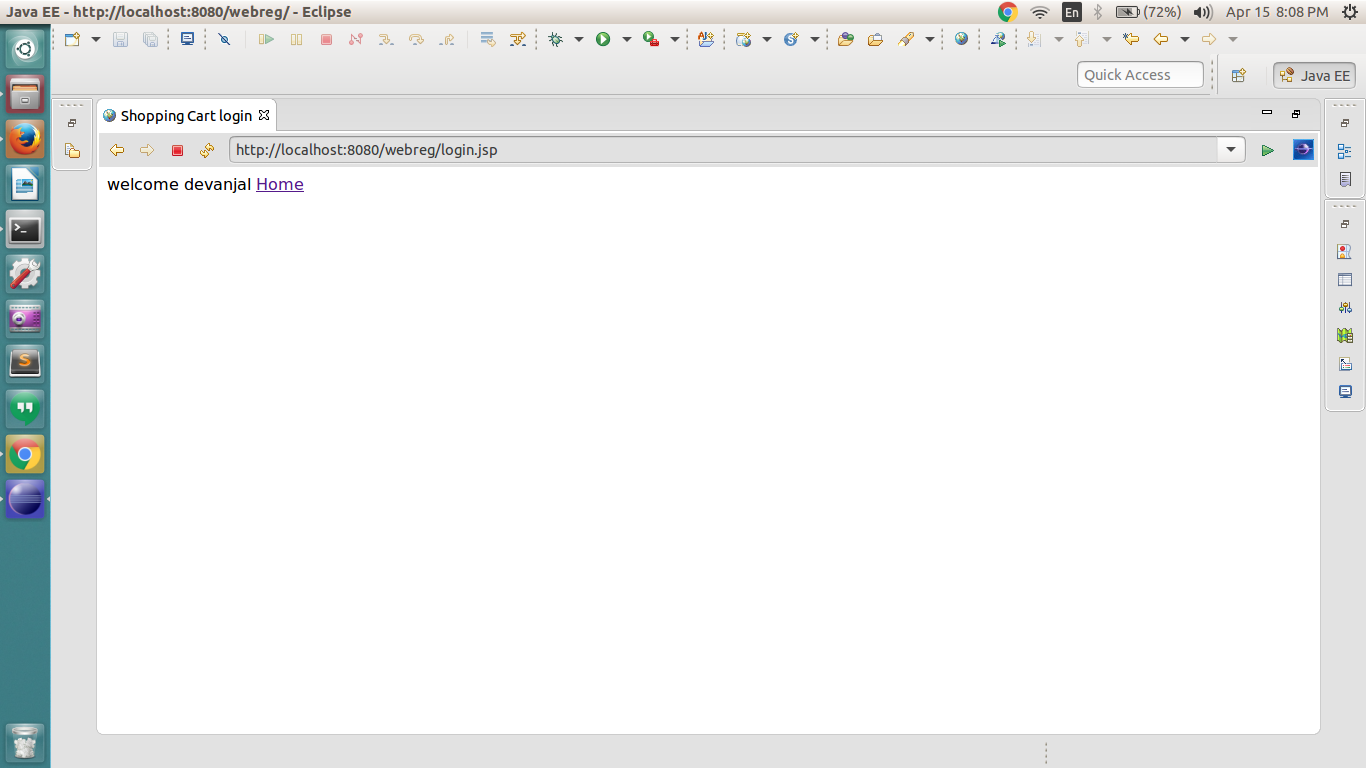 Java EE - http://localhost:8080/webreg/ - Eclipse
En
(72%)
Apr 15 8:08 PM
Quick Access
Java EE
Shopping Cart login
http://localhost:8080/webreg/login.jsp
welcome devanjal Home